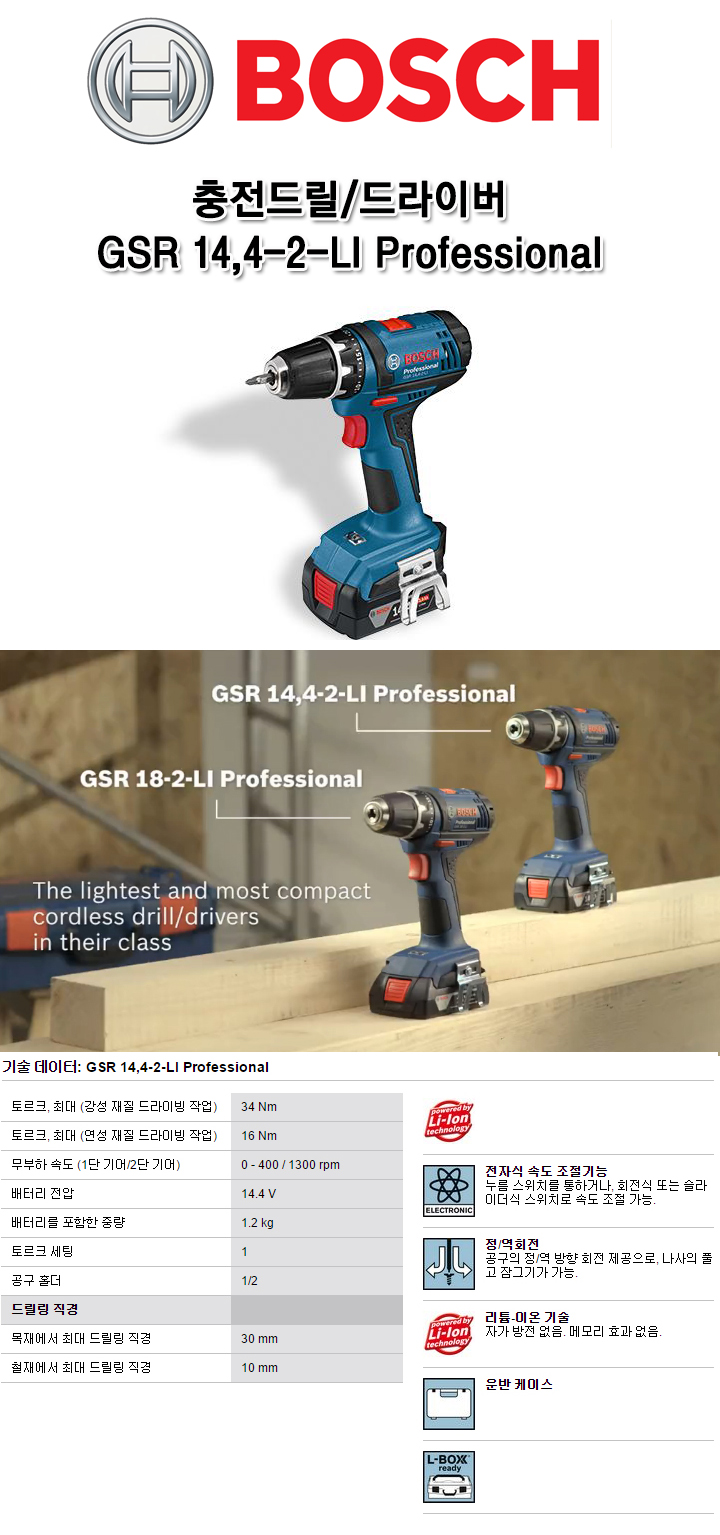 BOSCH
충전드릴/드라이버
GSR 14,4-2-LI Professional
BOSCH
Professional
BOSCH
GSR 14,4-2-LI Professional
GSR 18-2-LI Professional
BOSCH
BOSCH
The lightest and most compact
cordless drill/drivers
in their class
기술 데이터: GSR 14,4-2-LI Professional
토르크, 최대 (강성 재질 드라이빙 작업) 34 Nm
토르크, 최대 (연성 재질 드라이빙 작업) 16 Nm
무부하 속도 (1단 기어/2단 기어) 0 - 400 / 1300 rpm
배터리 전압 14.4 V
배터리를 포함한 중량 1.2 kg
토르크 세팅 1
공구 홀더 1/2
드릴링 직경
목재에서 최대 드릴링 직경 30 mm
철재에서 최대 드릴링 직경 10 mm
powered by
Li-Ion
technology
ELECTRONIC
전자식 속도 조절기능
누름 스위치를 통하거나, 회전식 또는 슬라
이더식 스위치로 속도 조절 가능.
정/역회전
공구의 정/역 방향 회전 제공으로, 나사의 풀
고 잠그기가 가능.
powered by
Li-Ion
technology
리튬-이온 기술
자가 방전 없음. 메모리 효과 없음.
운반 케이스
L-BOXX
ready